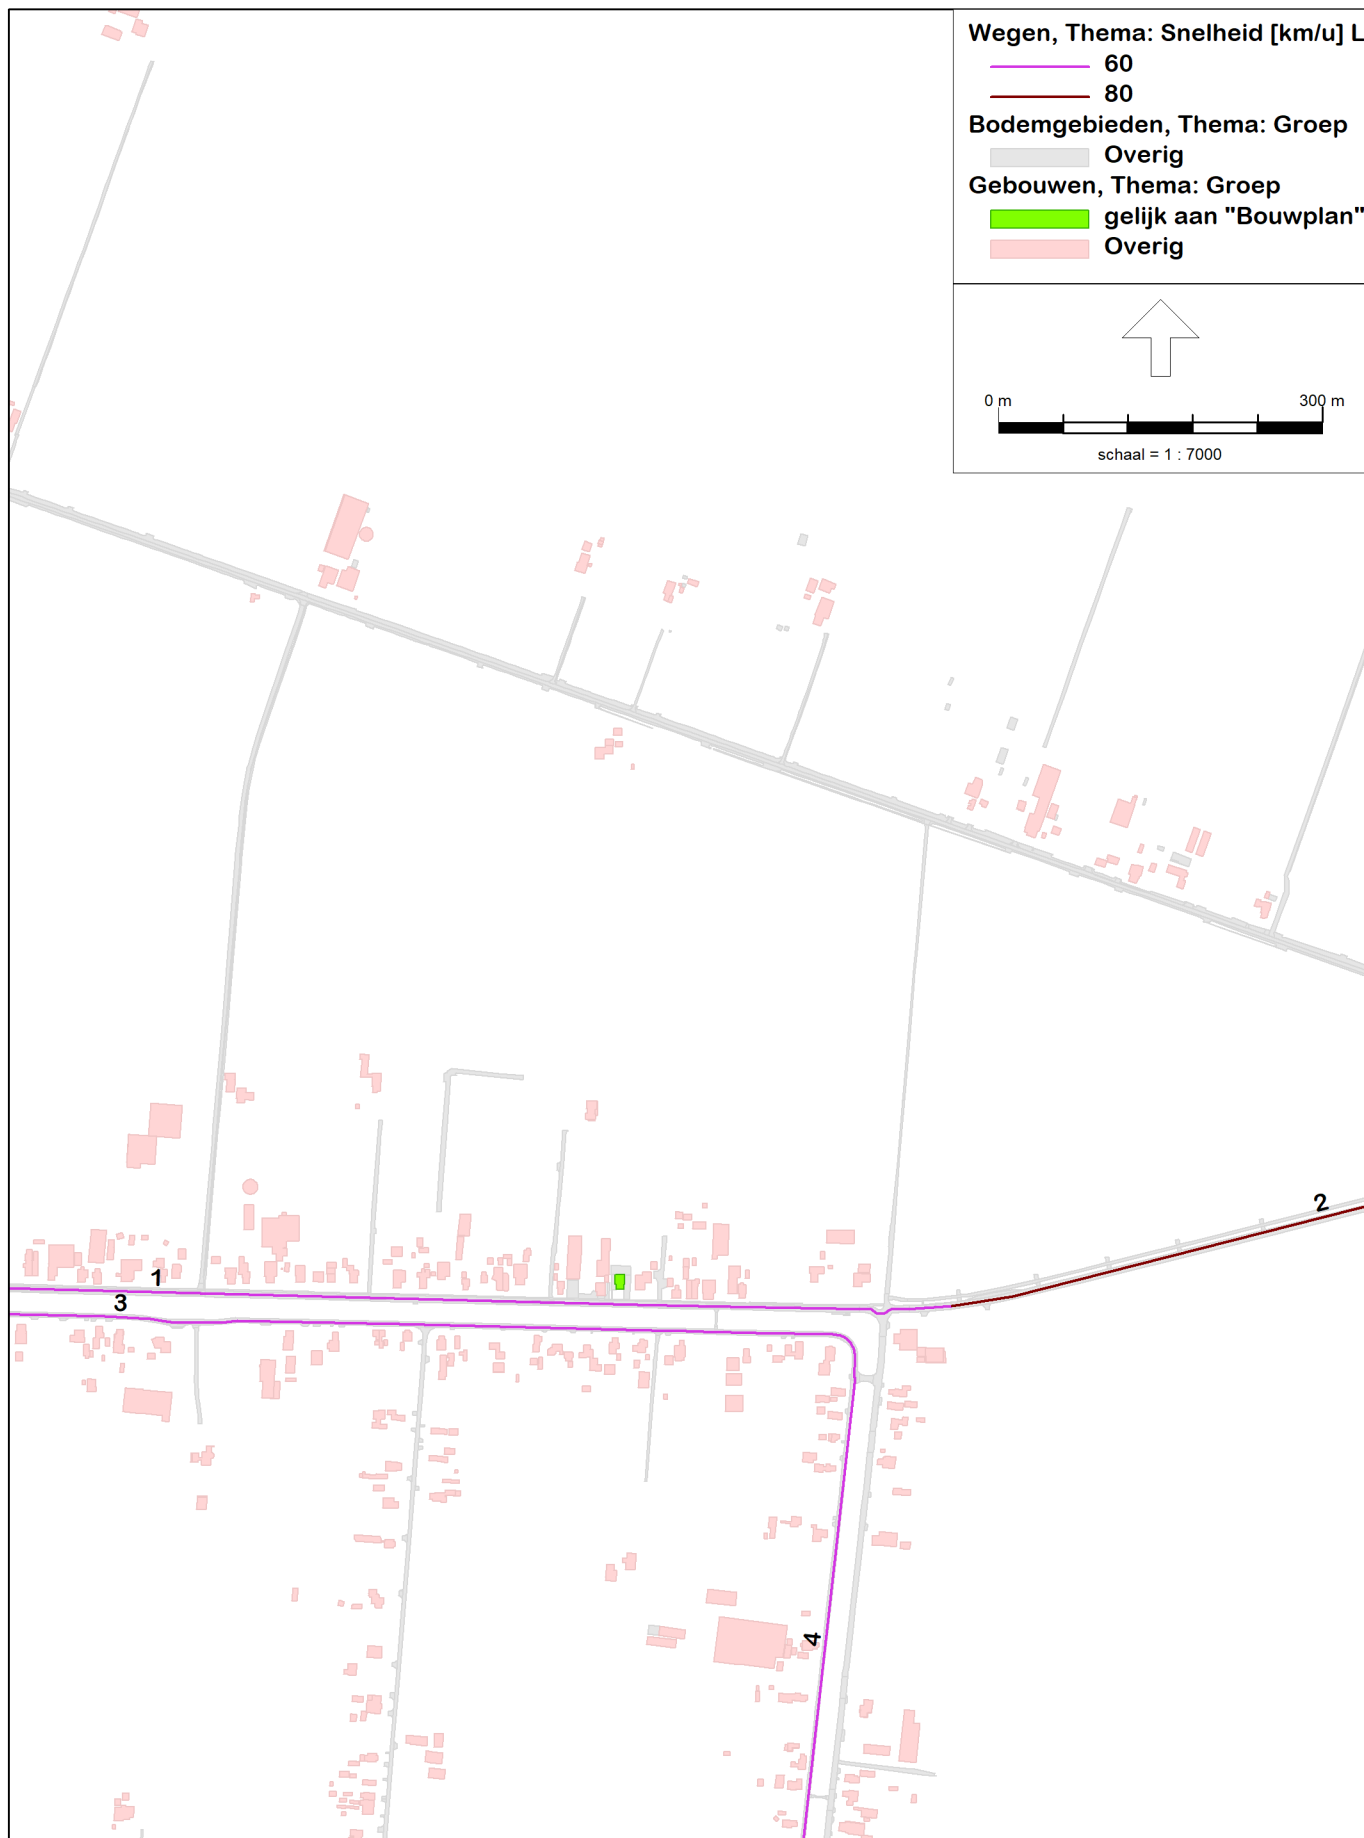 Wegen, Thema: Snelheid [km/u] L
60
80
Bodemgebieden, Thema: Groep
Overig
Gebouwen, Thema: Groep
gelijk aan "Bouwplan"
Overig
0 m 300 m
schaal = 1 : 7000
2
1
3
4